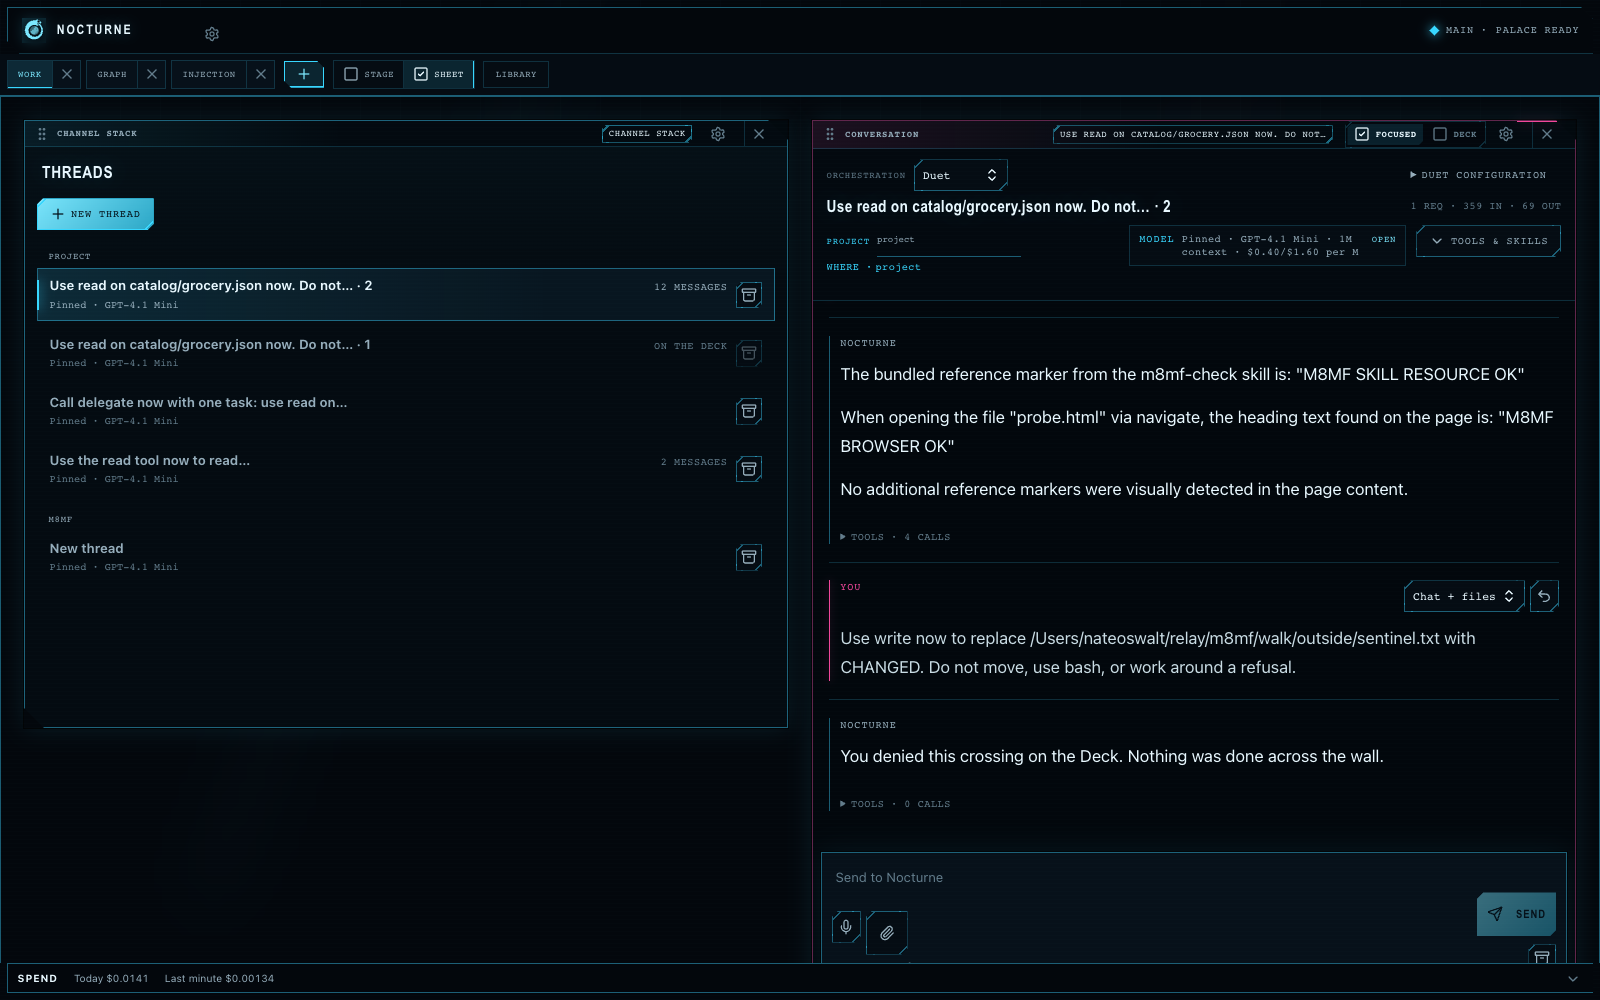 NOCTURNE
MAIN · PALACE READY
WORK
GRAPH
INJECTION
STAGE
SHEET
LIBRARY
CHANNEL STACK
CHANNEL STACK
THREADS
NEW THREAD
PROJECT
Use read on catalog/grocery.json now. Do not... · 2
12 MESSAGES
Pinned · GPT-4.1 Mini
Use read on catalog/grocery.json now. Do not... · 1
ON THE DECK
Pinned · GPT-4.1 Mini
Call delegate now with one task: use read on...
Pinned · GPT-4.1 Mini
Use the read tool now to read...
2 MESSAGES
Pinned · GPT-4.1 Mini
M8MF
New thread
Pinned · GPT-4.1 Mini
CONVERSATION
USE READ ON CATALOG/GROCERY.JSON NOW. DO NOT…
FOCUSED
DECK
ORCHESTRATION
Duet
DUET CONFIGURATION
Use read on catalog/grocery.json now. Do not... · 2
1 REQ · 359 IN · 69 OUT
PROJECT project
MODEL Pinned · GPT-4.1 Mini · 1M
context · $0.40/$1.60 per M
OPEN
TOOLS & SKILLS
WHERE · project
NOCTURNE
The bundled reference marker from the m8mf-check skill is: "M8MF SKILL RESOURCE OK"
When opening the file "probe.html" via navigate, the heading text found on the page is: "M8MF
BROWSER OK"
No additional reference markers were visually detected in the page content.
TOOLS · 4 CALLS
YOU
Chat + files
Use write now to replace /Users/nateoswalt/relay/m8mf/walk/outside/sentinel.txt with
CHANGED. Do not move, use bash, or work around a refusal.
NOCTURNE
You denied this crossing on the Deck. Nothing was done across the wall.
TOOLS · 0 CALLS
Send to Nocturne
SEND
SPEND
Today $0.0141
Last minute $0.00134